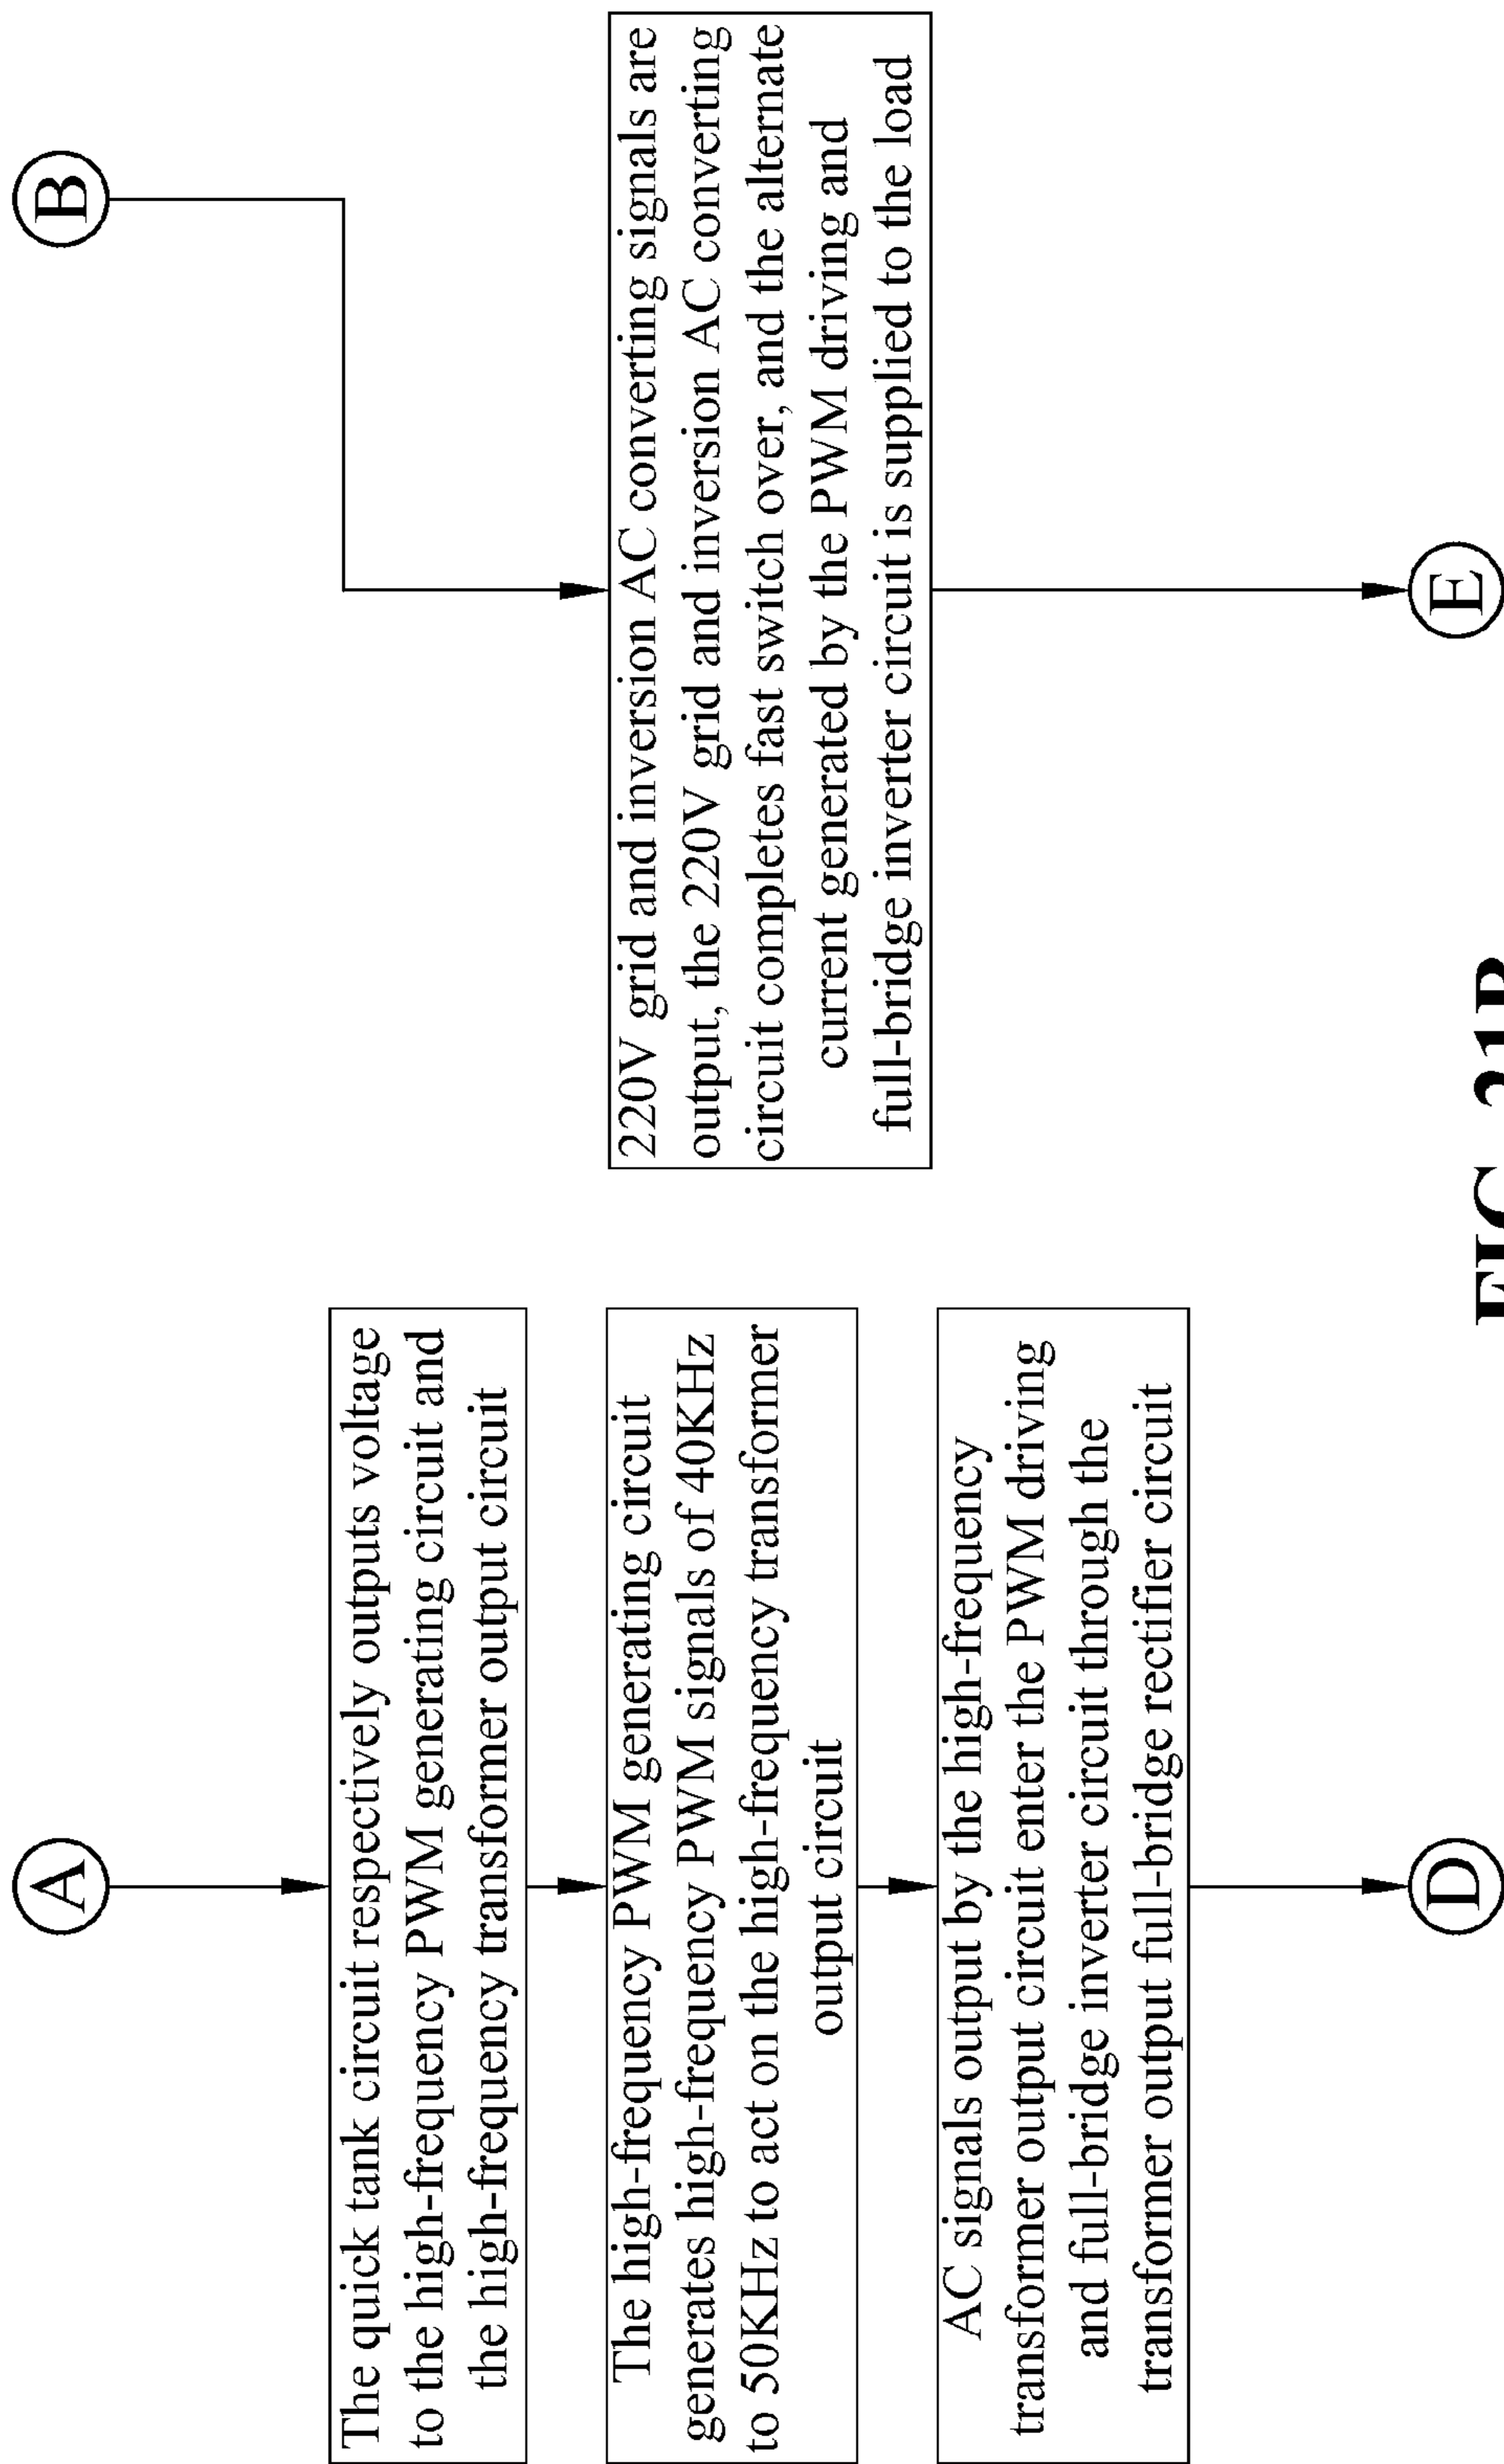 A
The quick tank circuit respectively outputs voltage
to the high-frequency PWM generating circuit and
the high-frequency transformer output circuit
The high-frequency PWM generating circuit
generates high-frequency PWM signals of 40KHz
to 50KHz to act on the high-frequency transformer
output circuit
AC signals output by the high-frequency
transformer output circuit enter the PWM driving
and full-bridge inverter circuit through the
transformer output full-bridge rectifier circuit
D
B
220V grid and inversion AC converting signals are
output, the 220V grid and inversion AC converting
circuit completes fast switch over, and the alternate
current generated by the PWM driving and
full-bridge inverter circuit is supplied to the load
E